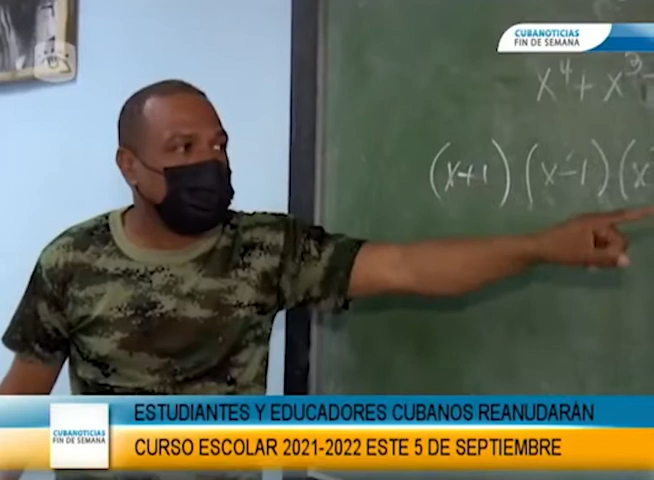 CUBANOTICIAS
FIN DE SEMANA
x⁴ + x³
(x+1) (x-1) (x
ESTUDIANTES Y EDUCADORES CUBANOS REANUDARÁN
CUBANOTICIAS
FIN DE SEMANA
CURSO ESCOLAR 2021-2022 ESTE 5 DE SEPTIEMBRE